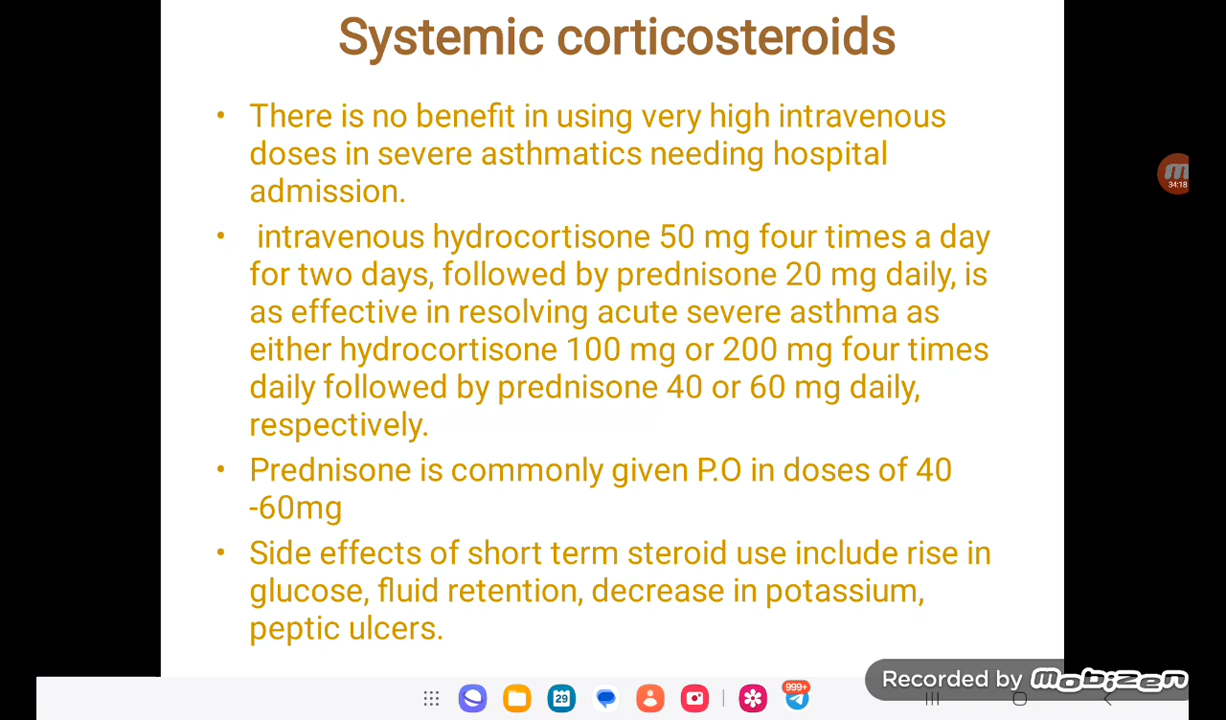 Systemic corticosteroids
• There is no benefit in using very high intravenous
doses in severe asthmatics needing hospital
admission.
• intravenous hydrocortisone 50 mg four times a day
for two days, followed by prednisone 20 mg daily, is
as effective in resolving acute severe asthma as
either hydrocortisone 100 mg or 200 mg four times
daily followed by prednisone 40 or 60 mg daily,
respectively.
• Prednisone is commonly given P.O in doses of 40
-60mg
• Side effects of short term steroid use include rise in
glucose, fluid retention, decrease in potassium,
peptic ulcers.
34:18
Recorded by mobizen
29
999+